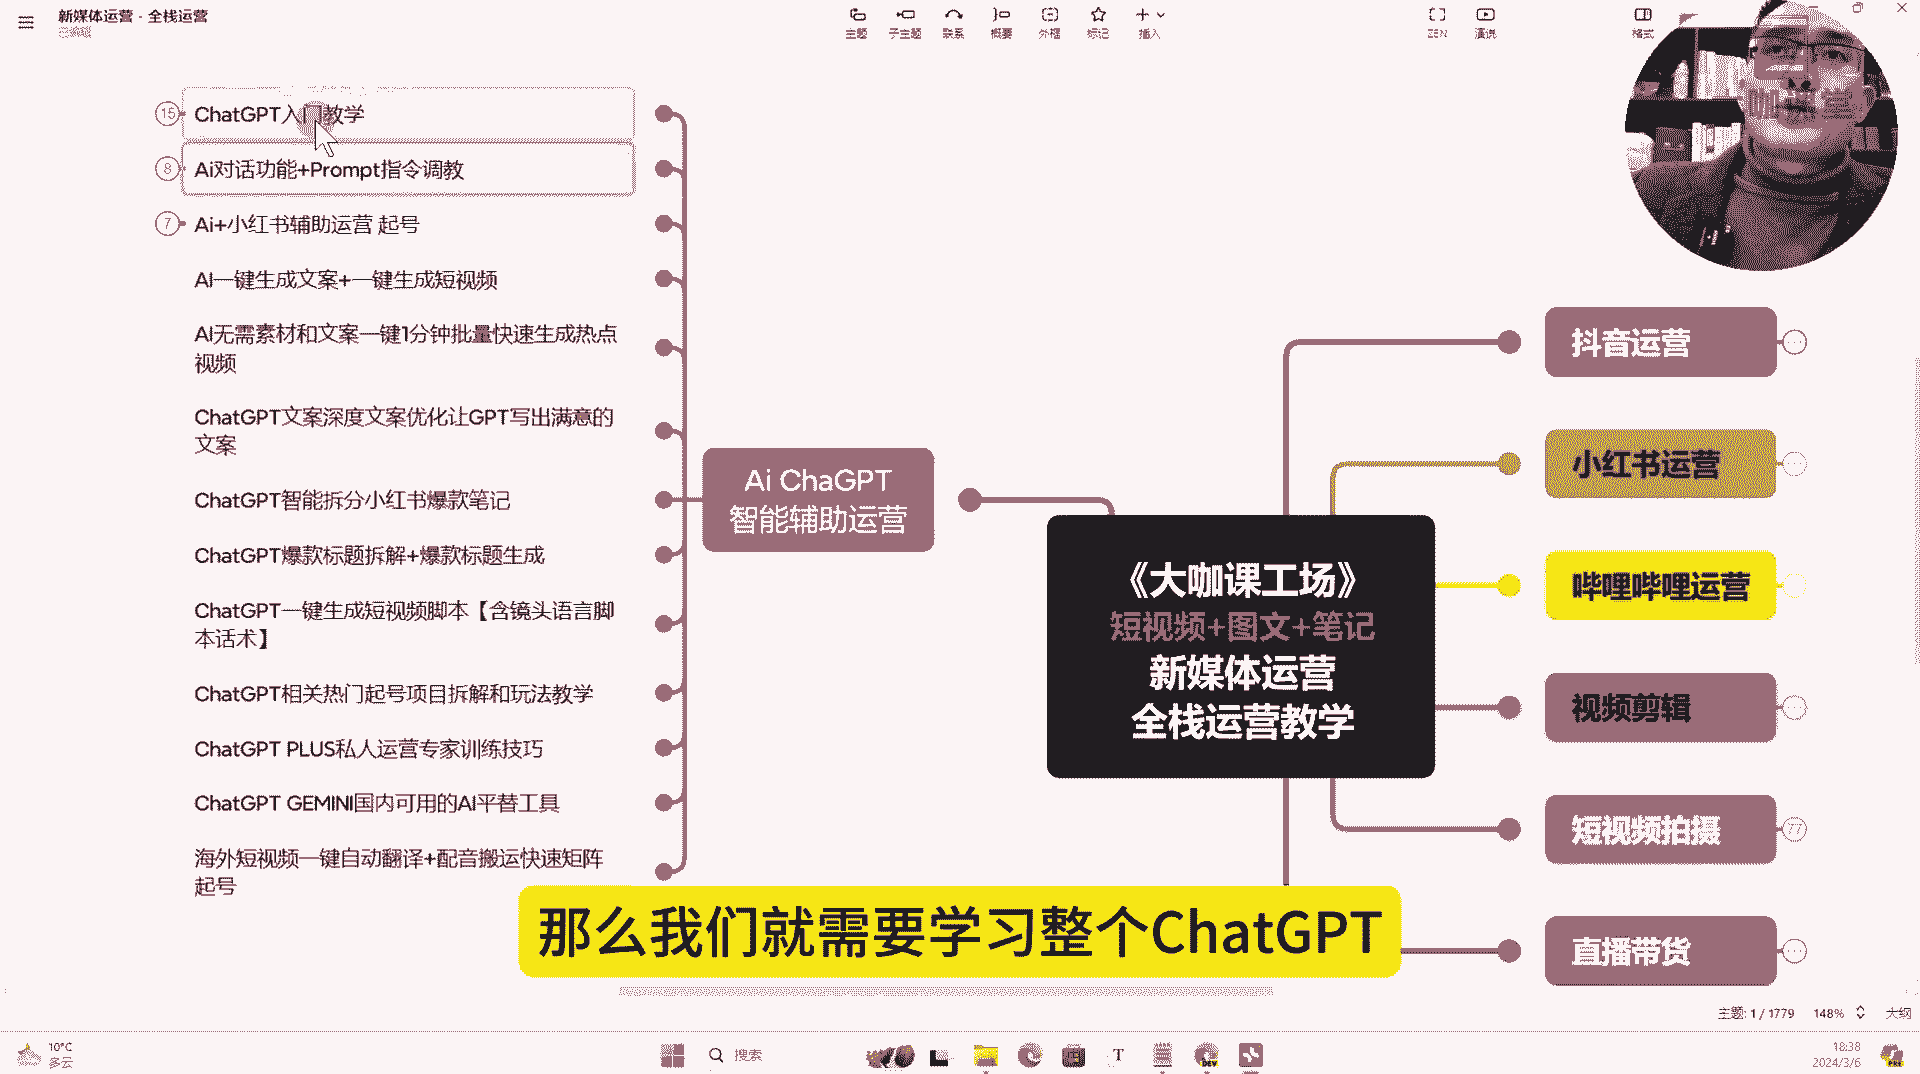 新媒体运营 - 全栈运营
已编辑
主题
子主题
联系
概要
外框
标记
插入
ZEN
演说
格式
15
ChatGPT入门教学
8
Ai对话功能+Prompt指令调教
7
Ai+小红书辅助运营 起号
AI一键生成文案+一键生成短视频
AI无需素材和文案一键1分钟批量快速生成热点
视频
ChatGPT文案深度文案优化让GPT写出满意的
文案
ChatGPT智能拆分小红书爆款笔记
ChatGPT爆款标题拆解+爆款标题生成
ChatGPT一键生成短视频脚本【含镜头语言脚
本话术】
ChatGPT相关热门起号项目拆解和玩法教学
ChatGPT PLUS私人运营专家训练技巧
ChatGPT GEMINI国内可用的AI平替工具
海外短视频一键自动翻译+配音搬运快速矩阵
起号
Ai ChaGPT
智能辅助运营
《大咖课工场》
短视频+图文+笔记
新媒体运营
全栈运营教学
抖音运营
小红书运营
哔哩哔哩运营
视频剪辑
短视频拍摄
77
直播带货
那么我们就需要学习整个ChatGPT
主题: 1 / 1779
148%
大纲
10°C
多云
搜索
18:38
2024/3/6